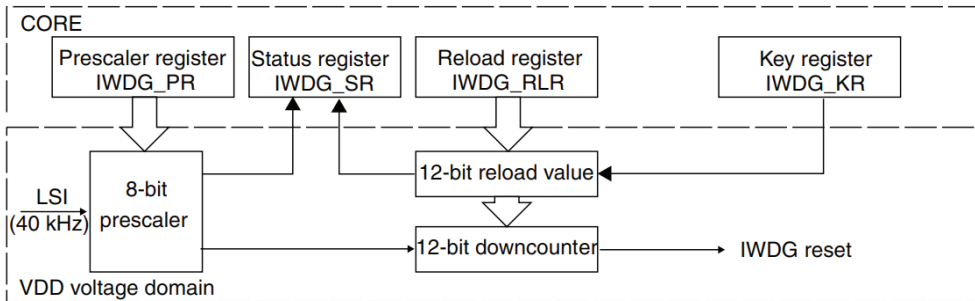 CORE
Prescaler register
IWDG_PR
Status register
IWDG_SR
Reload register
IWDG_RLR
Key register
IWDG_KR
LSI
(40 kHz)
8-bit
prescaler
12-bit reload value
12-bit downcounter
IWDG reset
VDD voltage domain